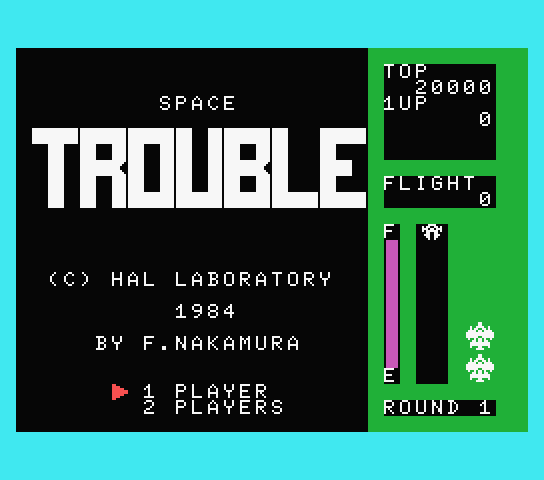 SPACE
TROUBLE
(C) HAL LABORATORY
1984
BY F.NAKAMURA
1 PLAYER
2 PLAYERS
TOP
20000
1UP
0
FLIGHT
0
F
E
ROUND 1